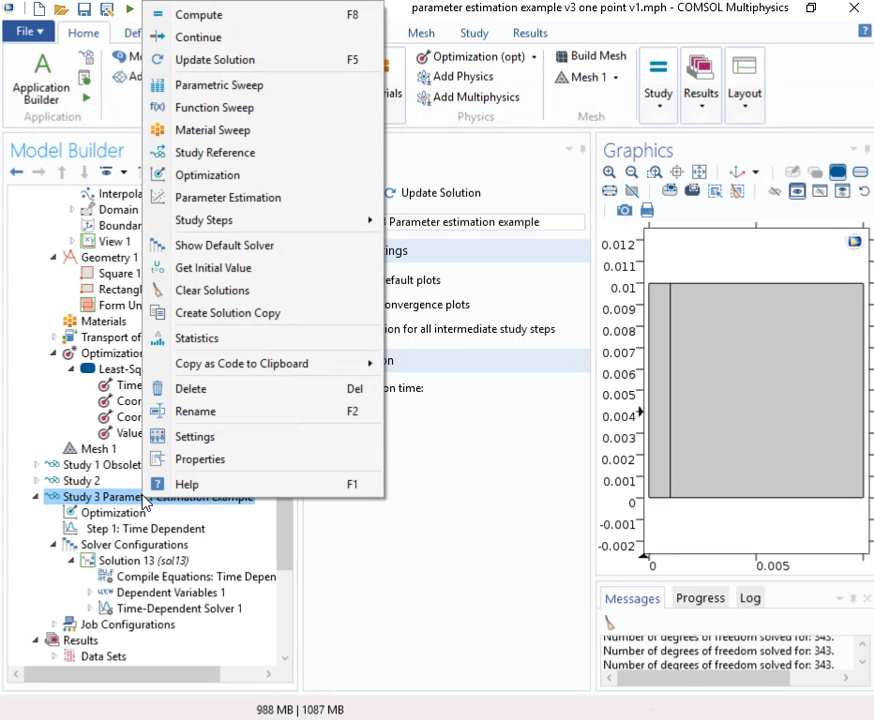 parameter estimation example v3 one point v1.mph - COMSOL Multiphysics
File
Home
Def
Mesh
Study
Results
Application
Builder
Application
Optimization (opt)
Add Physics
Add Multiphysics
Physics
Build Mesh
Mesh 1
Mesh
Study
Results
Layout
Compute F8
Continue
Update Solution F5
Parametric Sweep
Function Sweep
Material Sweep
Study Reference
Optimization
Parameter Estimation
Study Steps
Show Default Solver
Get Initial Value
Clear Solutions
Create Solution Copy
Statistics
Copy as Code to Clipboard
Delete Del
Rename F2
Settings
Properties
Help F1
Model Builder
Interpola
Domain
Boundar
View 1
Geometry 1
Square 1
Rectang
Form Un
Materials
Transport of
Optimization
Least-Sq
Time
Coor
Coor
Value
Mesh 1
Study 1 Obsolet
Study 2
Study 3 Parameter Estimation Example
Optimization
Step 1: Time Dependent
Solver Configurations
Solution 13 (sol13)
Compile Equations: Time Depen
Dependent Variables 1
Time-Dependent Solver 1
Job Configurations
Results
Data Sets
Update Solution
3 Parameter estimation example
ngs
efault plots
onvergence plots
ion for all intermediate study steps
on
on time:
Graphics
0.012
0.011
0.01
0.009
0.008
0.007
0.006
0.005
0.004
0.003
0.002
0.001
0
-0.001
-0.002
0
0.005
Messages
Progress
Log
Number of degrees of freedom solved for: 343.
Number of degrees of freedom solved for: 343.
Number of degrees of freedom solved for: 343.
988 MB | 1087 MB